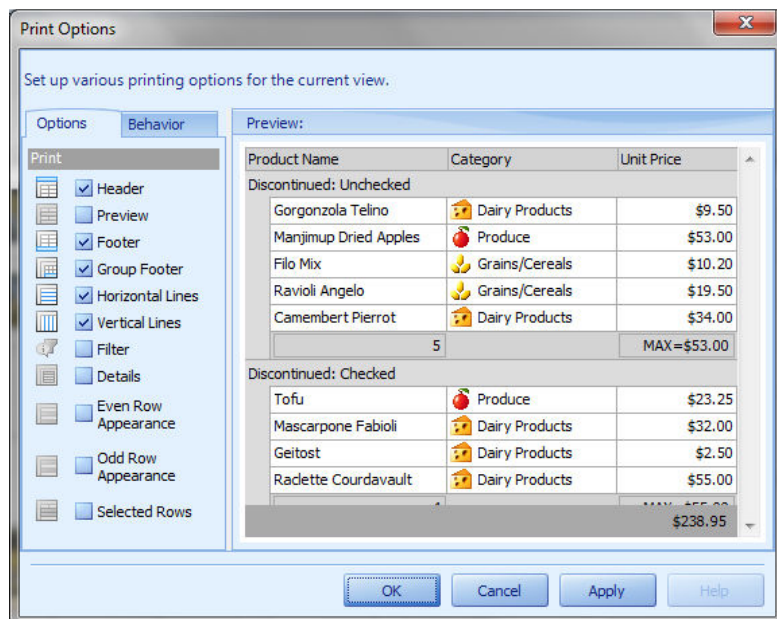 Print Options
Set up various printing options for the current view.
Options Behavior
Print
Header
Preview
Footer
Group Footer
Horizontal Lines
Vertical Lines
Filter
Details
Even Row
Appearance
Odd Row
Appearance
Selected Rows
Preview:
Product Name Category Unit Price
Discontinued: Unchecked
Gorgonzola Telino Dairy Products $9.50
Manjimup Dried Apples Produce $53.00
Filo Mix Grains/Cereals $10.20
Ravioli Angelo Grains/Cereals $19.50
Camembert Pierrot Dairy Products $34.00
5 MAX=$53.00
Discontinued: Checked
Tofu Produce $23.25
Mascarpone Fabioli Dairy Products $32.00
Geitost Dairy Products $2.50
Raclette Courdavault Dairy Products $55.00
$238.95
OK Cancel Apply Help